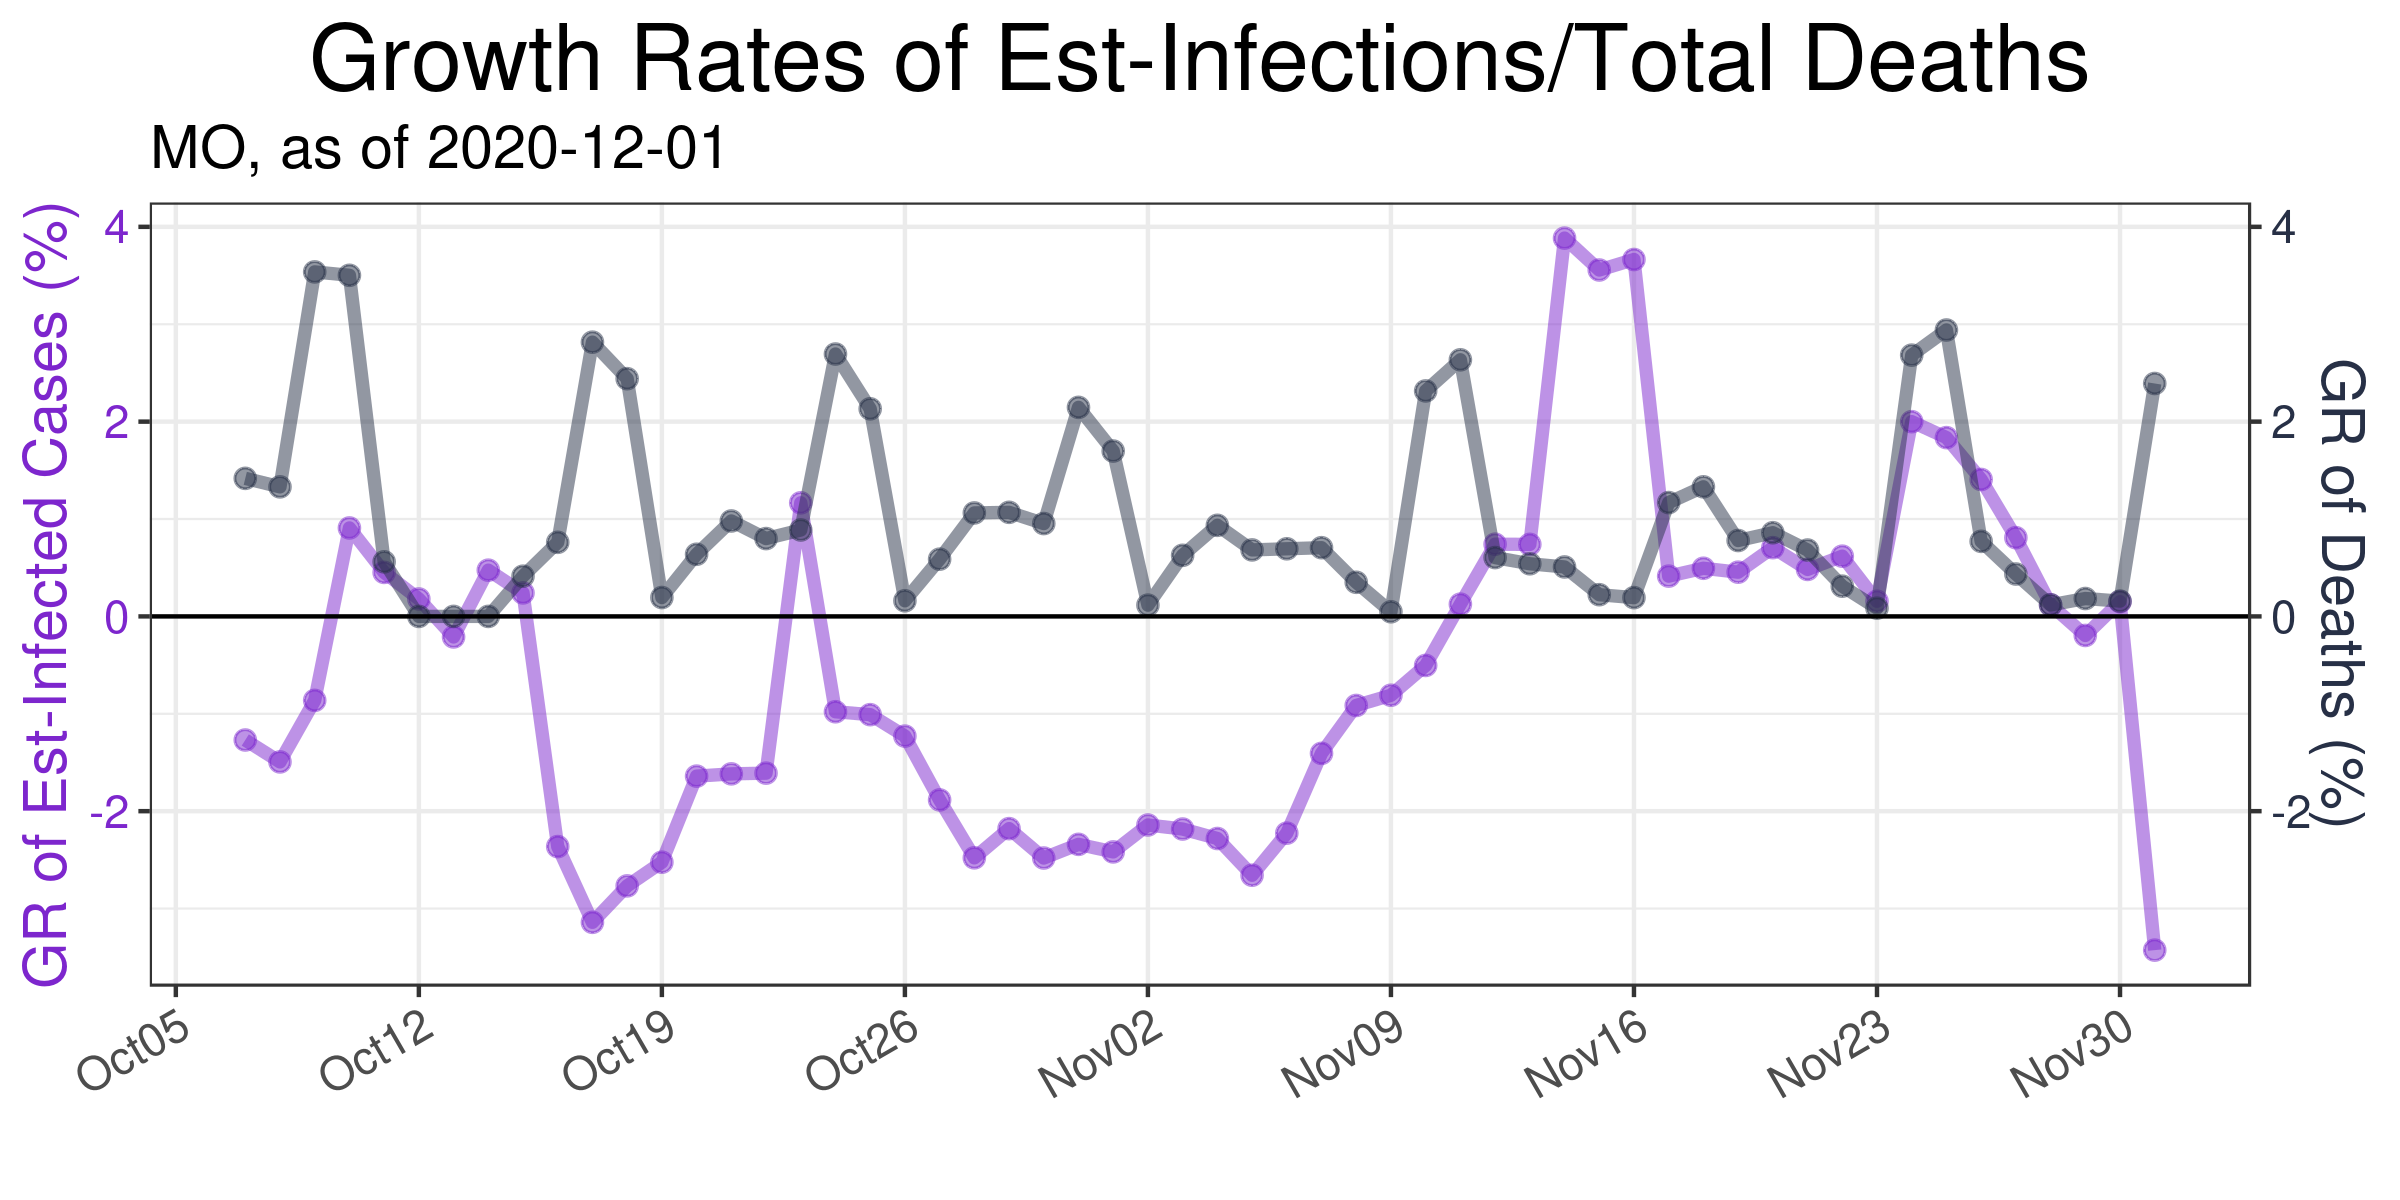 Growth Rates of Est-Infections/Total Deaths
MO, as of 2020-12-01
GR of Est-Infected Cases (%)
4
2
0
-2
4
2
0
-2
GR of Deaths (%)
Oct05
Oct12
Oct19
Oct26
Nov02
Nov09
Nov16
Nov23
Nov30